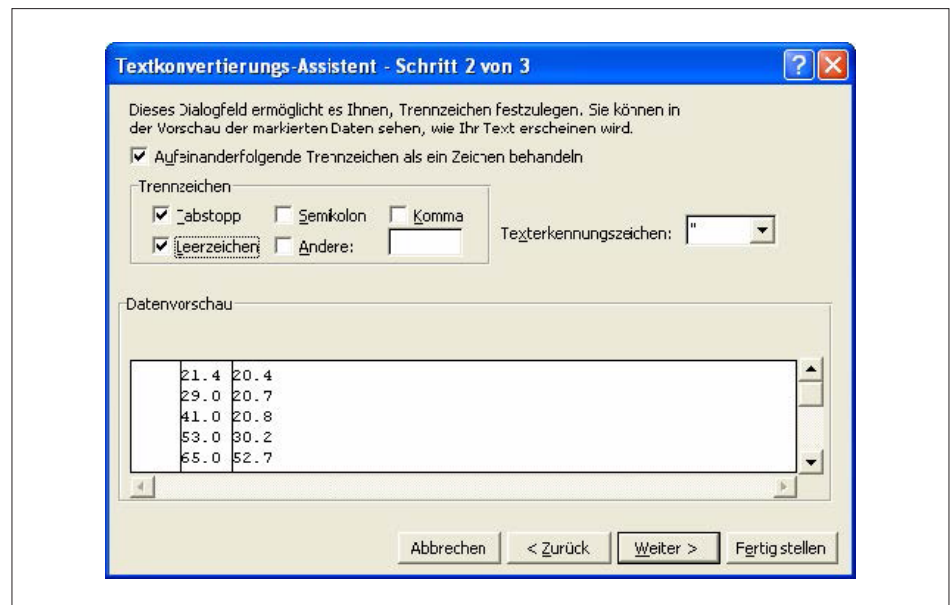 Textkonvertierungs-Assistent - Schritt 2 von 3
Dieses Dialogfeld ermöglicht es Ihnen, Trennzeichen festzulegen. Sie können in
der Vorschau der markierten Daten sehen, wie Ihr Text erscheinen wird.
Aufeinanderfolgende Trennzeichen als ein Zeichen behandeln
Trennzeichen
Tabstopp Semikolon Komma
Leerzeichen Andere:
Texterkennungszeichen: "
Datenvorschau
21.4 20.4
29.0 20.7
41.0 20.8
53.0 30.2
65.0 52.7
Abbrechen < Zurück Weiter > Fertig stellen